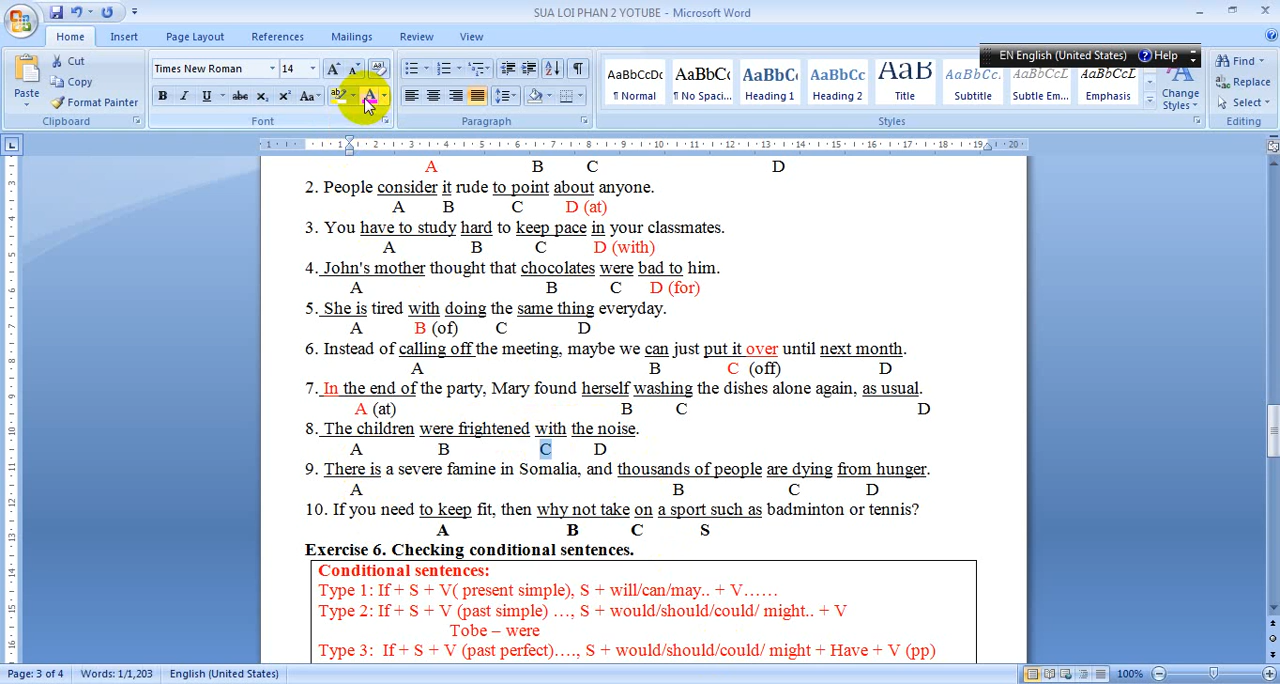 SUA LOI PHAN 2 YOTUBE - Microsoft Word
Home Insert Page Layout References Mailings Review View
EN English (United States) Help
Paste Cut Copy Format Painter
Clipboard
Times New Roman 14
Font
Paragraph
AaBbCcDc AaBbCc AaBbC AaBbCc AaB AaBbCc. AaBbCcDc AaBbCc
¶ Normal ¶ No Spaci... Heading 1 Heading 2 Title Subtitle Subtle Em... Emphasis
Change Styles
Styles
Find
Replace
Select
Editing
A B C D
2. People consider it rude to point about anyone.
A B C D (at)
3. You have to study hard to keep pace in your classmates.
A B C D (with)
4. John's mother thought that chocolates were bad to him.
A B C D (for)
5. She is tired with doing the same thing everyday.
A B (of) C D
6. Instead of calling off the meeting, maybe we can just put it over until next month.
A B C (off) D
7. In the end of the party, Mary found herself washing the dishes alone again, as usual.
A (at) B C D
8. The children were frightened with the noise.
A B C D
9. There is a severe famine in Somalia, and thousands of people are dying from hunger.
A B C D
10. If you need to keep fit, then why not take on a sport such as badminton or tennis?
A B C S
Exercise 6. Checking conditional sentences.
Conditional sentences:
Type 1: If + S + V( present simple), S + will/can/may.. + V……
Type 2: If + S + V (past simple) …, S + would/should/could/ might.. + V
Tobe – were
Type 3: If + S + V (past perfect)…., S + would/should/could/ might + Have + V (pp)
Page: 3 of 4 Words: 1/1,203 English (United States) 100%